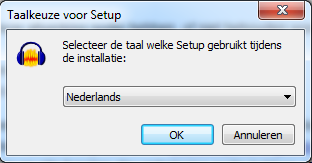 Taalkeuze voor Setup
Selecteer de taal welke Setup gebruikt tijdens
de installatie:
Nederlands
OK
Annuleren